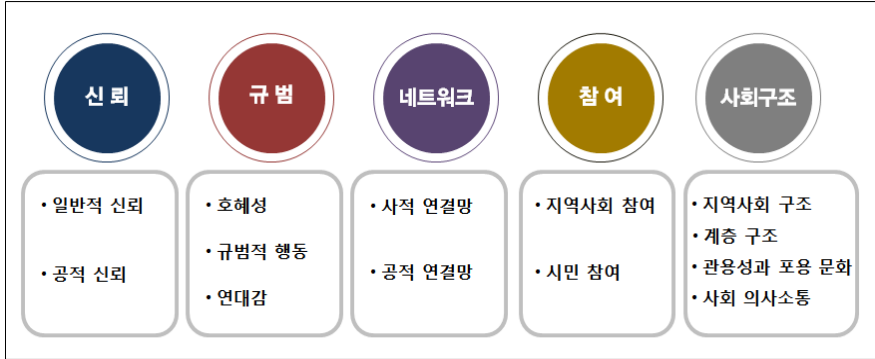 신 뢰
규 범
네트워크
참 여
사회구조
• 일반적 신뢰
• 공적 신뢰
• 호혜성
• 규범적 행동
• 연대감
• 사적 연결망
• 공적 연결망
• 지역사회 참여
• 시민 참여
• 지역사회 구조
• 계층 구조
• 관용성과 포용 문화
• 사회 의사소통